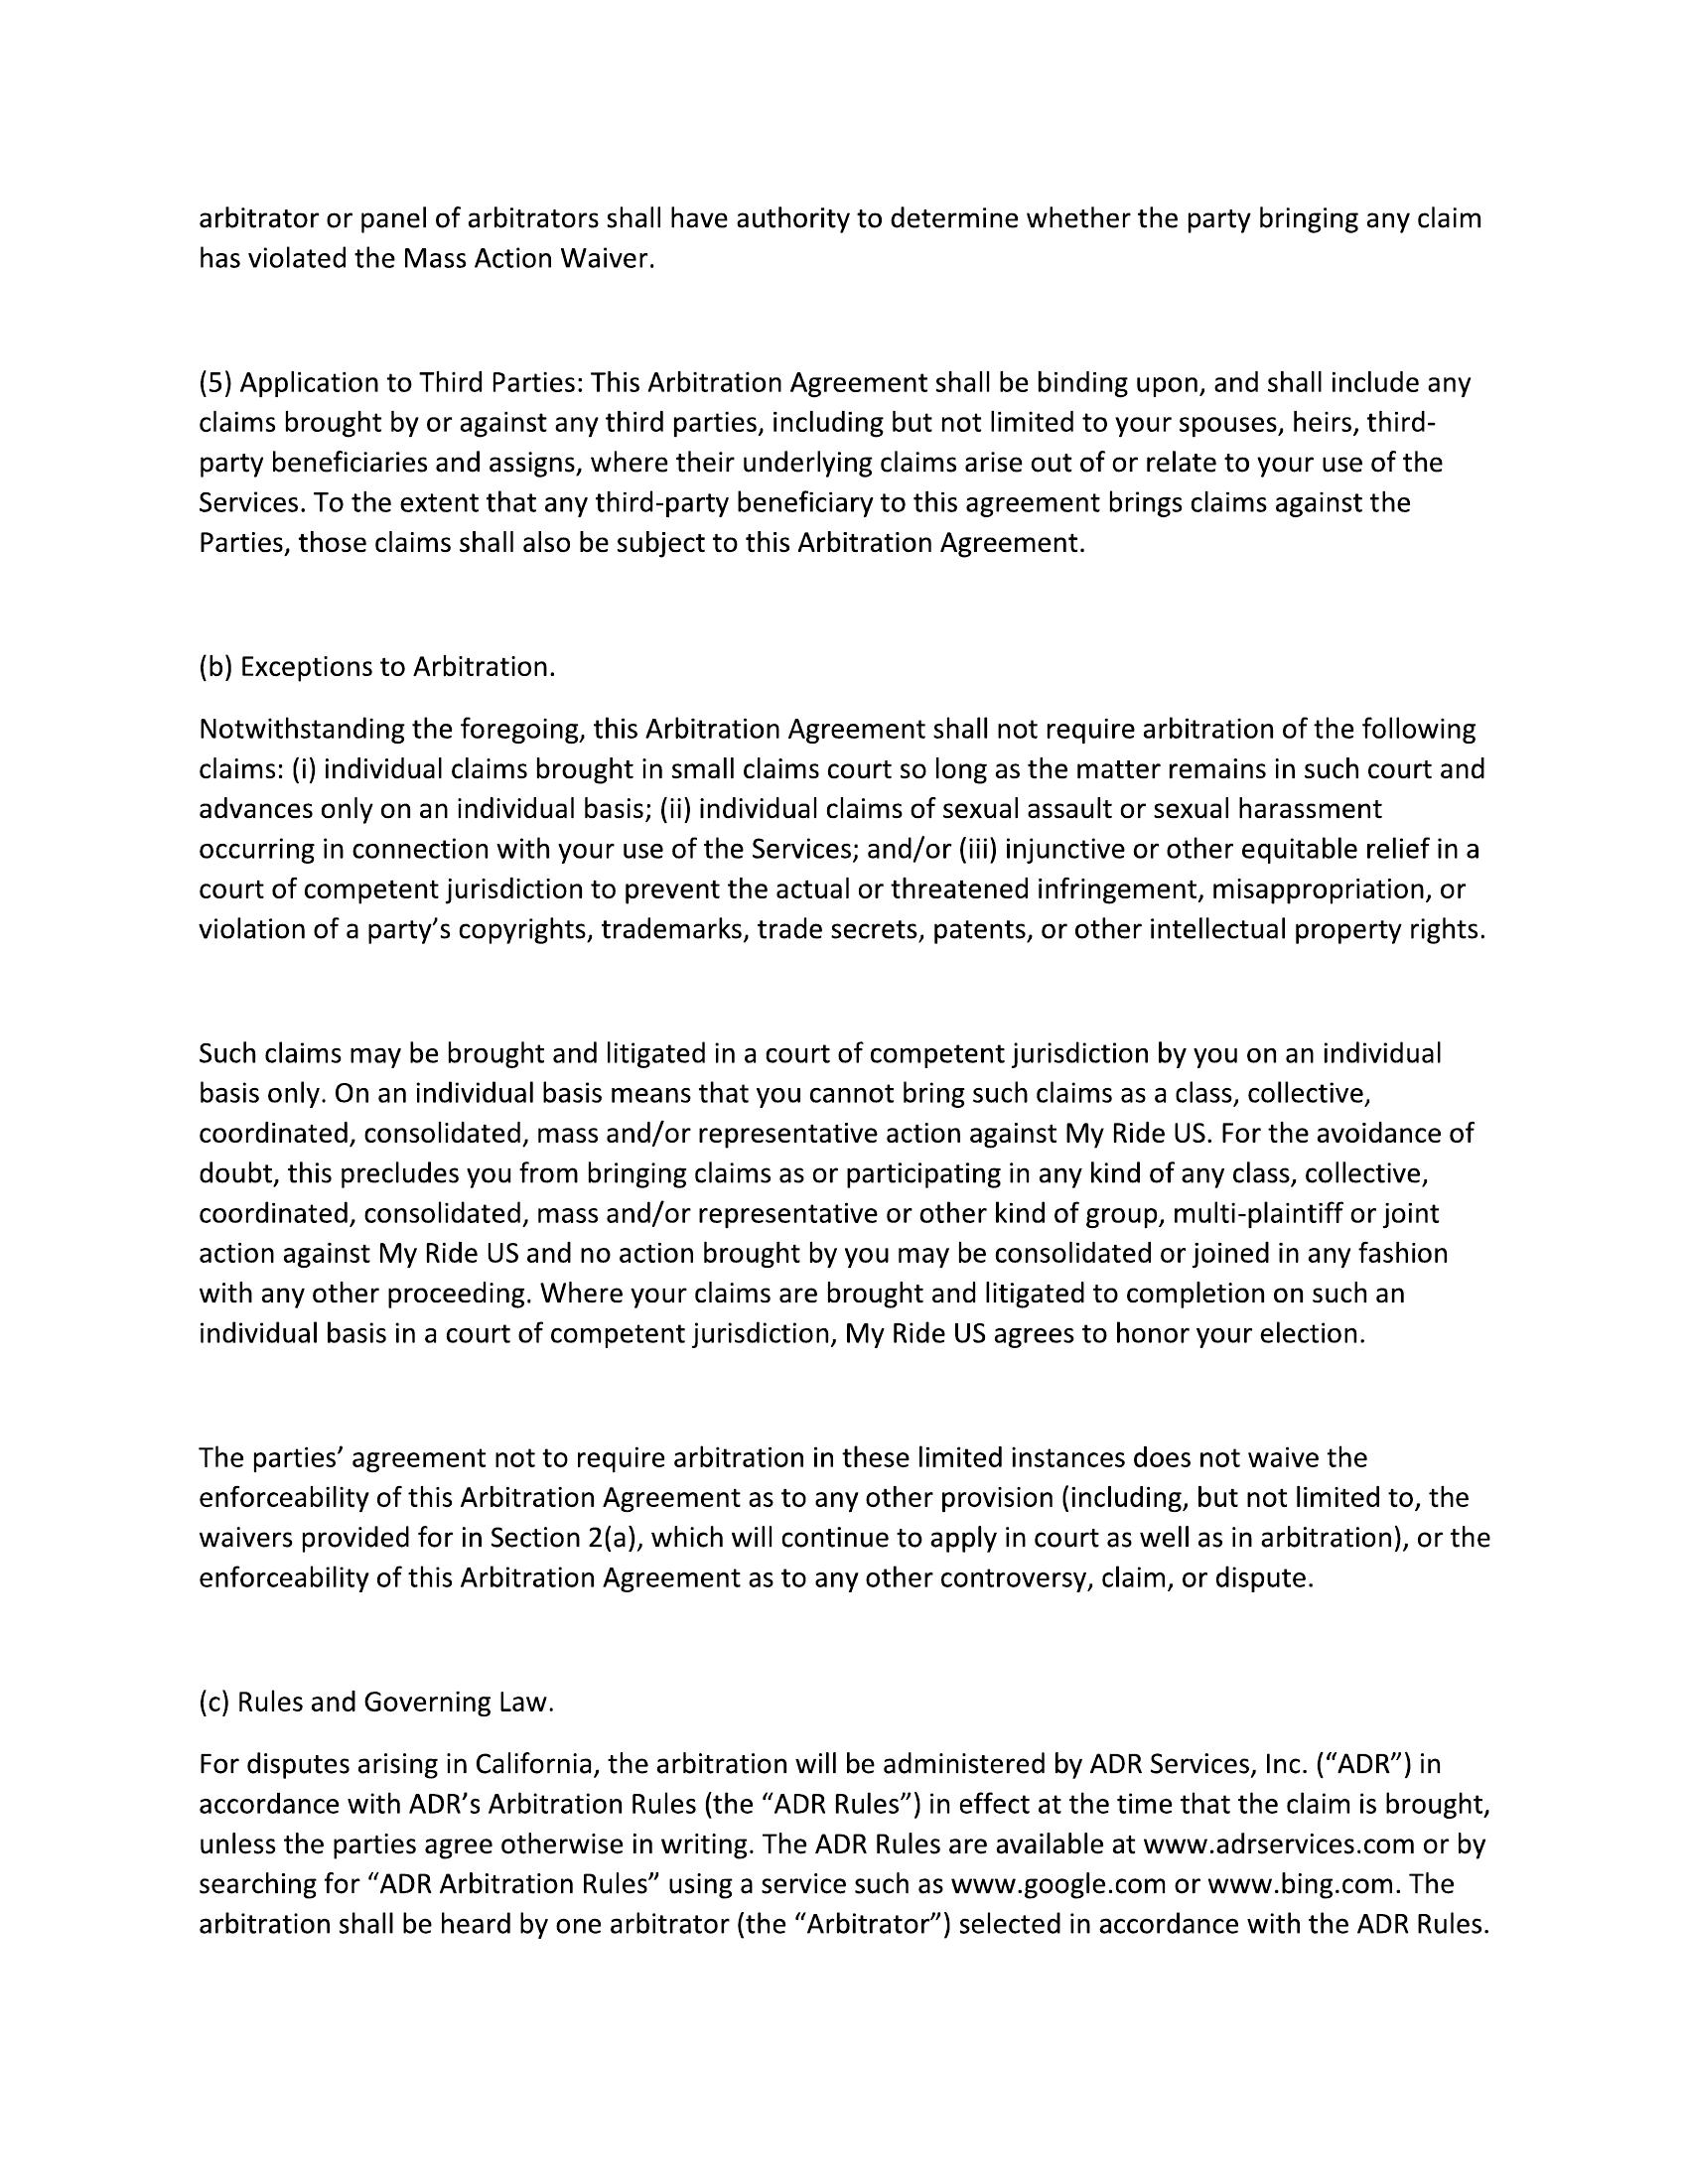 arbitrator or panel of arbitrators shall have authority to determine whether the party bringing any claim
has violated the Mass Action Waiver.
(5) Application to Third Parties: This Arbitration Agreement shall be binding upon, and shall include any
claims brought by or against any third parties, including but not limited to your spouses, heirs, third-
party beneficiaries and assigns, where their underlying claims arise out of or relate to your use of the
Services. To the extent that any third-party beneficiary to this agreement brings claims against the
Parties, those claims shall also be subject to this Arbitration Agreement.
(b) Exceptions to Arbitration.
Notwithstanding the foregoing, this Arbitration Agreement shall not require arbitration of the following
claims: (i) individual claims brought in small claims court so long as the matter remains in such court and
advances only on an individual basis; (ii) individual claims of sexual assault or sexual harassment
occurring in connection with your use of the Services; and/or (iii) injunctive or other equitable relief in a
court of competent jurisdiction to prevent the actual or threatened infringement, misappropriation, or
violation of a party’s copyrights, trademarks, trade secrets, patents, or other intellectual property rights.
Such claims may be brought and litigated in a court of competent jurisdiction by you on an individual
basis only. On an individual basis means that you cannot bring such claims as a class, collective,
coordinated, consolidated, mass and/or representative action against My Ride US. For the avoidance of
doubt, this precludes you from bringing claims as or participating in any kind of any class, collective,
coordinated, consolidated, mass and/or representative or other kind of group, multi-plaintiff or joint
action against My Ride US and no action brought by you may be consolidated or joined in any fashion
with any other proceeding. Where your claims are brought and litigated to completion on such an
individual basis in a court of competent jurisdiction, My Ride US agrees to honor your election.
The parties’ agreement not to require arbitration in these limited instances does not waive the
enforceability of this Arbitration Agreement as to any other provision (including, but not limited to, the
waivers provided for in Section 2(a), which will continue to apply in court as well as in arbitration), or the
enforceability of this Arbitration Agreement as to any other controversy, claim, or dispute.
(c) Rules and Governing Law.
For disputes arising in California, the arbitration will be administered by ADR Services, Inc. (“ADR”) in
accordance with ADR’s Arbitration Rules (the “ADR Rules”) in effect at the time that the claim is brought,
unless the parties agree otherwise in writing. The ADR Rules are available at www.adrservices.com or by
searching for “ADR Arbitration Rules” using a service such as www.google.com or www.bing.com. The
arbitration shall be heard by one arbitrator (the “Arbitrator”) selected in accordance with the ADR Rules.